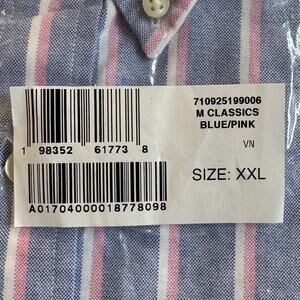 710925199006
M CLASSICS
BLUE/PINK
VN
1 98352 61773 8
SIZE: XXL
A01704000018778098